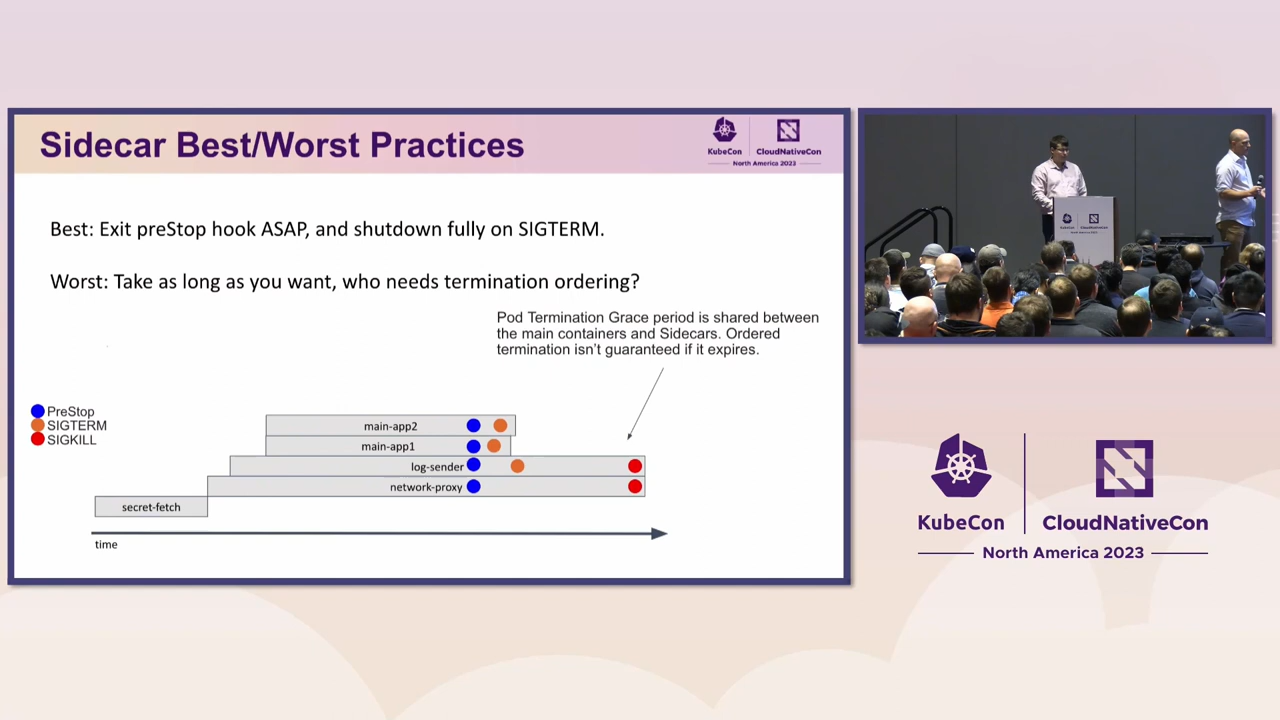 Sidecar Best/Worst Practices
KubeCon
CloudNativeCon
North America 2023
Best: Exit preStop hook ASAP, and shutdown fully on SIGTERM.
Worst: Take as long as you want, who needs termination ordering?
Pod Termination Grace period is shared between
the main containers and Sidecars. Ordered
termination isn't guaranteed if it expires.
PreStop
SIGTERM
SIGKILL
main-app2
main-app1
log-sender
network-proxy
secret-fetch
time
KubeCon
CloudNativeCon
North America 2023